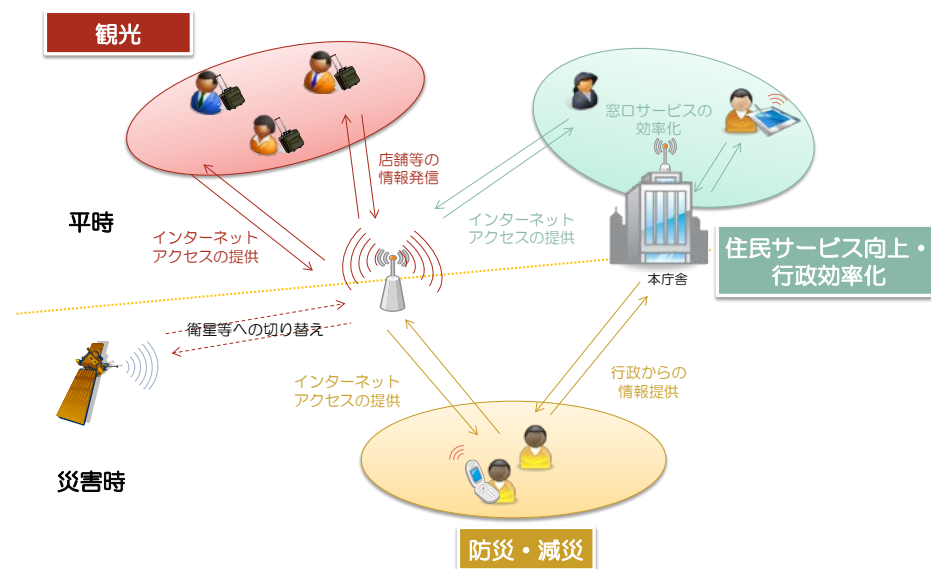 観光
窓口サービスの
効率化
店舗等の
情報発信
平時
インターネット
アクセスの提供
インターネット
アクセスの提供
住民サービス向上・
行政効率化
本庁舎
衛星等への切り替え
インターネット
アクセスの提供
行政からの
情報提供
災害時
防災・減災